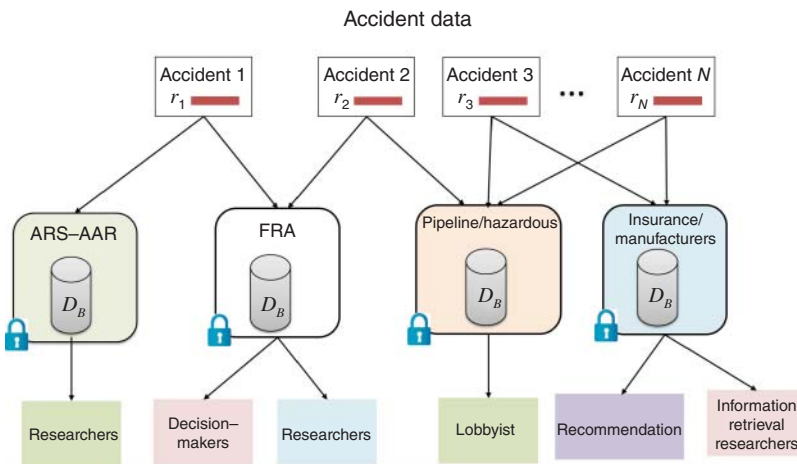 Accident data
Accident 1
r1
Accident 2
r2
Accident 3
r3
...
Accident N
rN
ARS–AAR
DB
FRA
DB
Pipeline/hazardous
DB
Insurance/
manufacturers
DB
Researchers
Decision–
makers
Researchers
Lobbyist
Recommendation
Information
retrieval
researchers